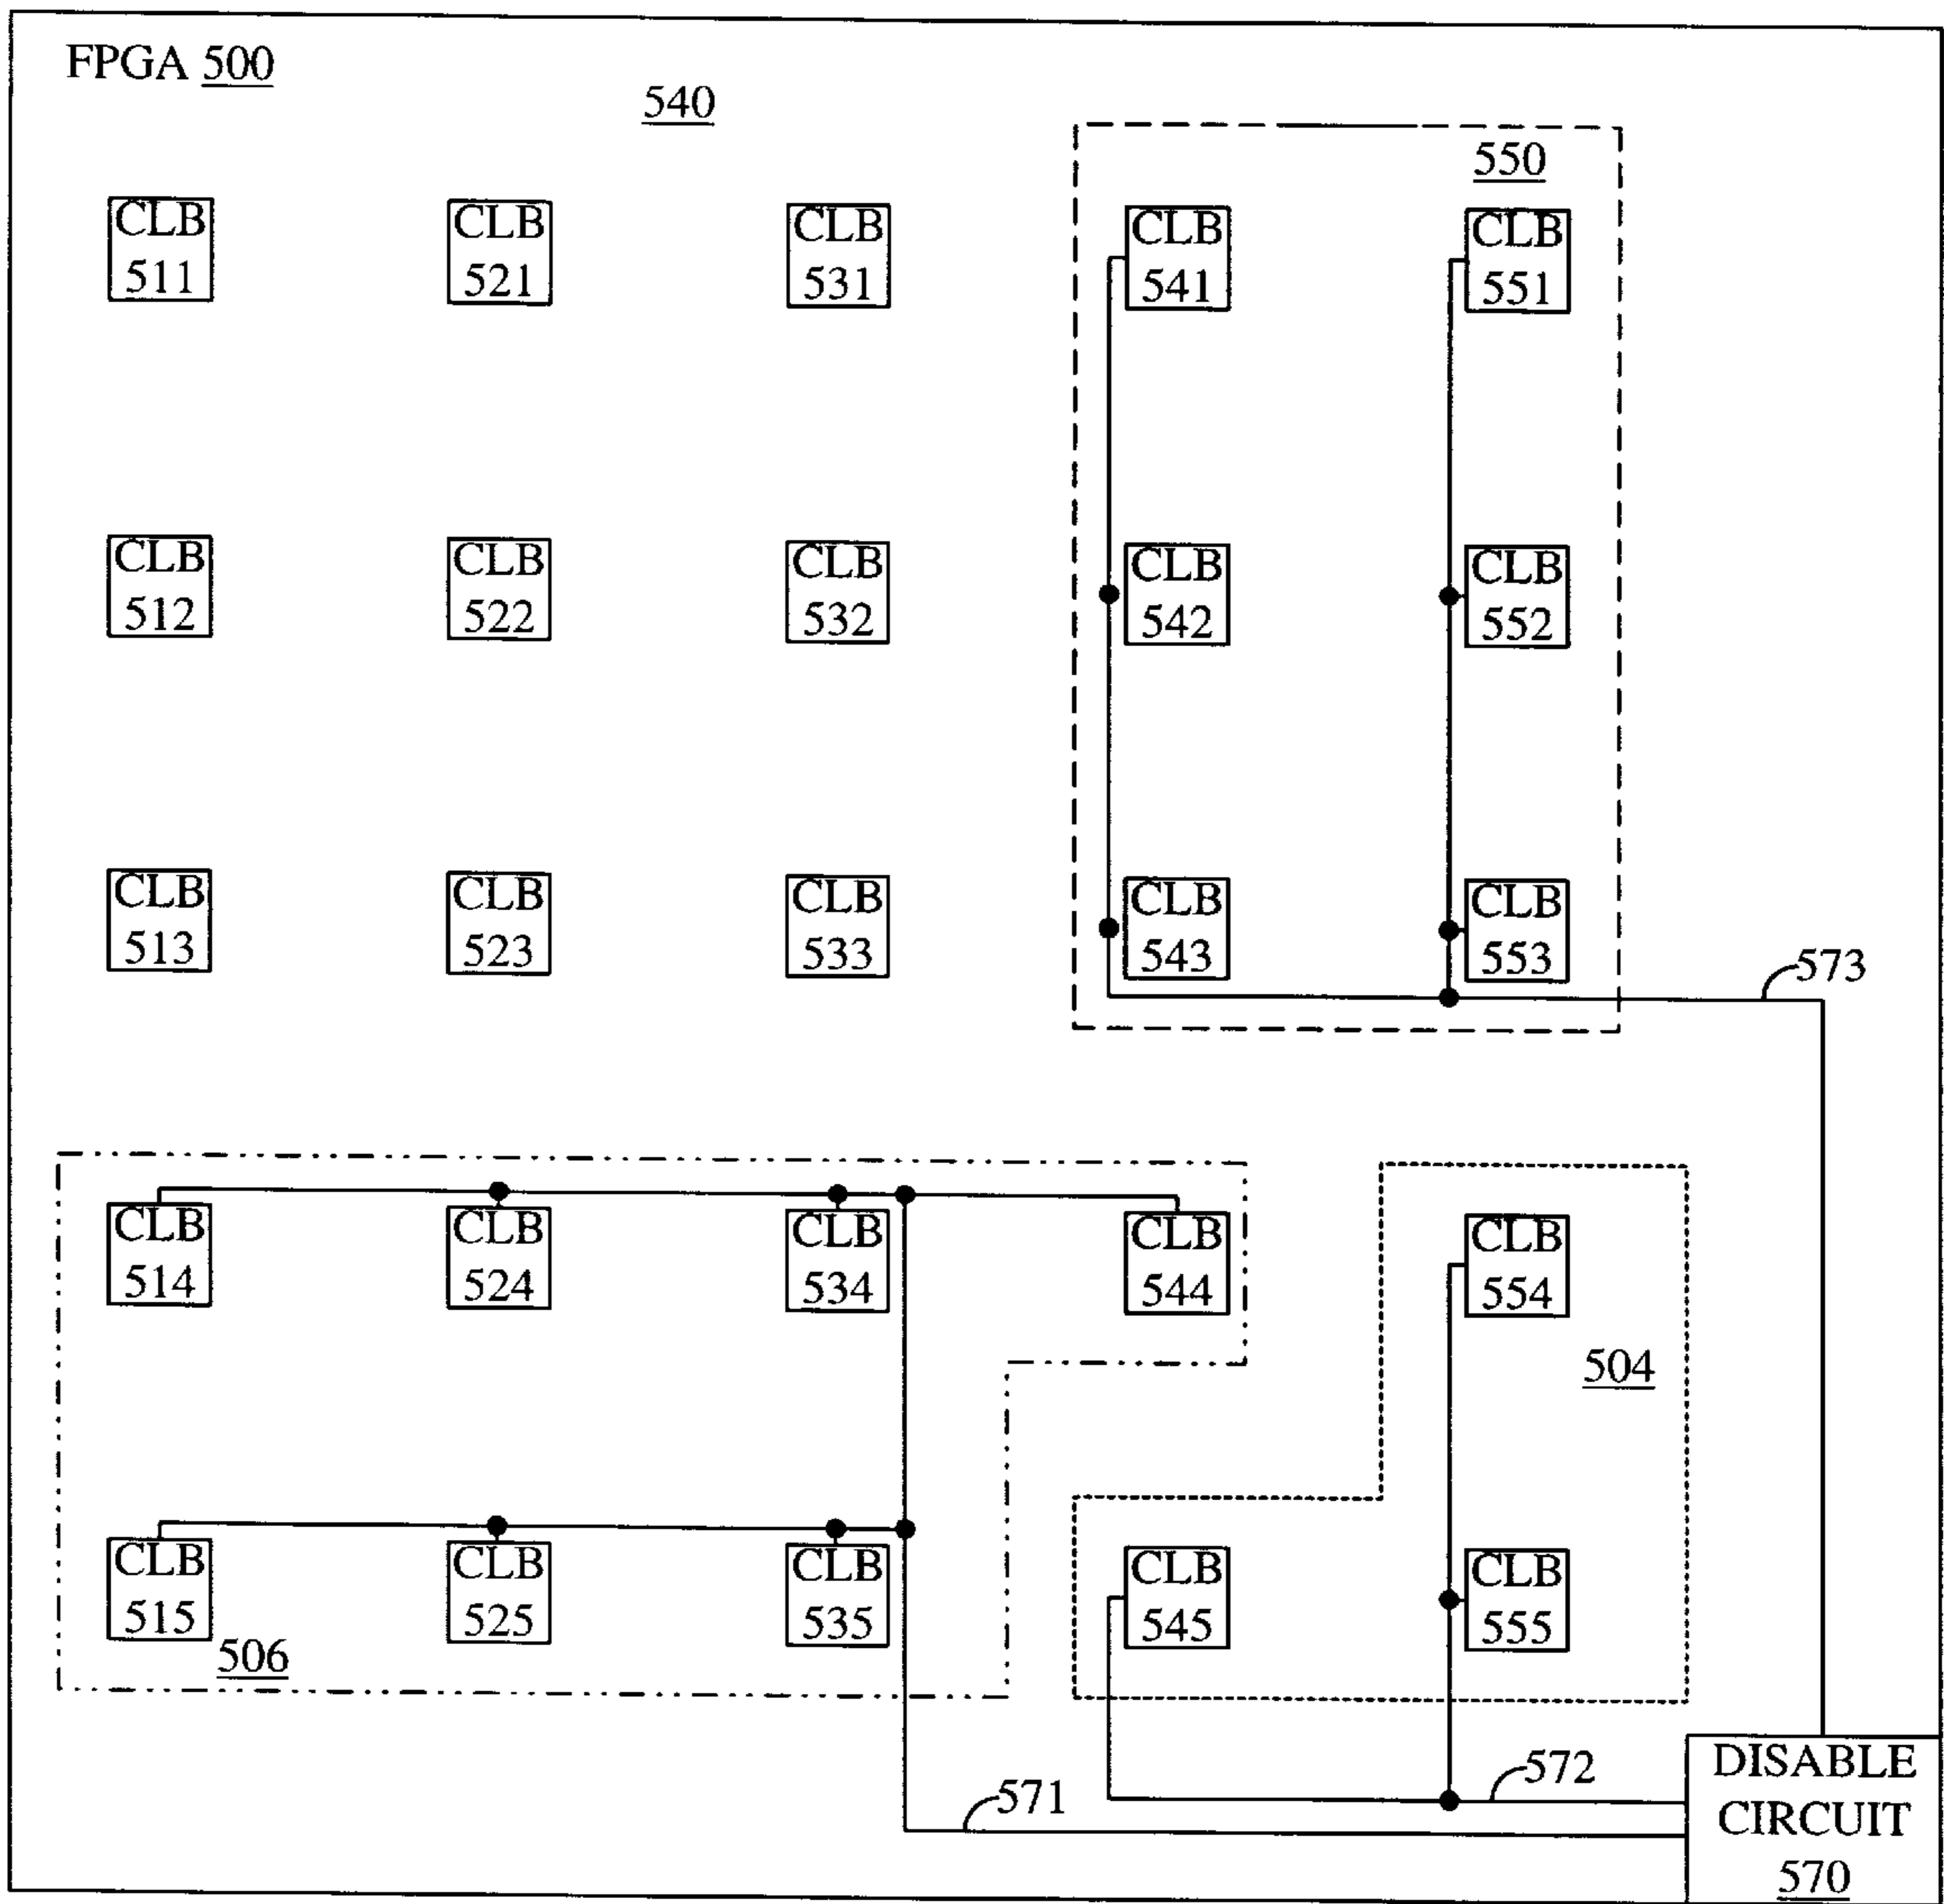 FPGA 500
540
550
CLB
511
CLB
521
CLB
531
CLB
541
CLB
551
CLB
512
CLB
522
CLB
532
CLB
542
CLB
552
CLB
513
CLB
523
CLB
533
CLB
543
CLB
553
573
CLB
514
CLB
524
CLB
534
CLB
544
CLB
554
504
CLB
515
CLB
525
CLB
535
CLB
545
CLB
555
506
571
572
DISABLE
CIRCUIT
570